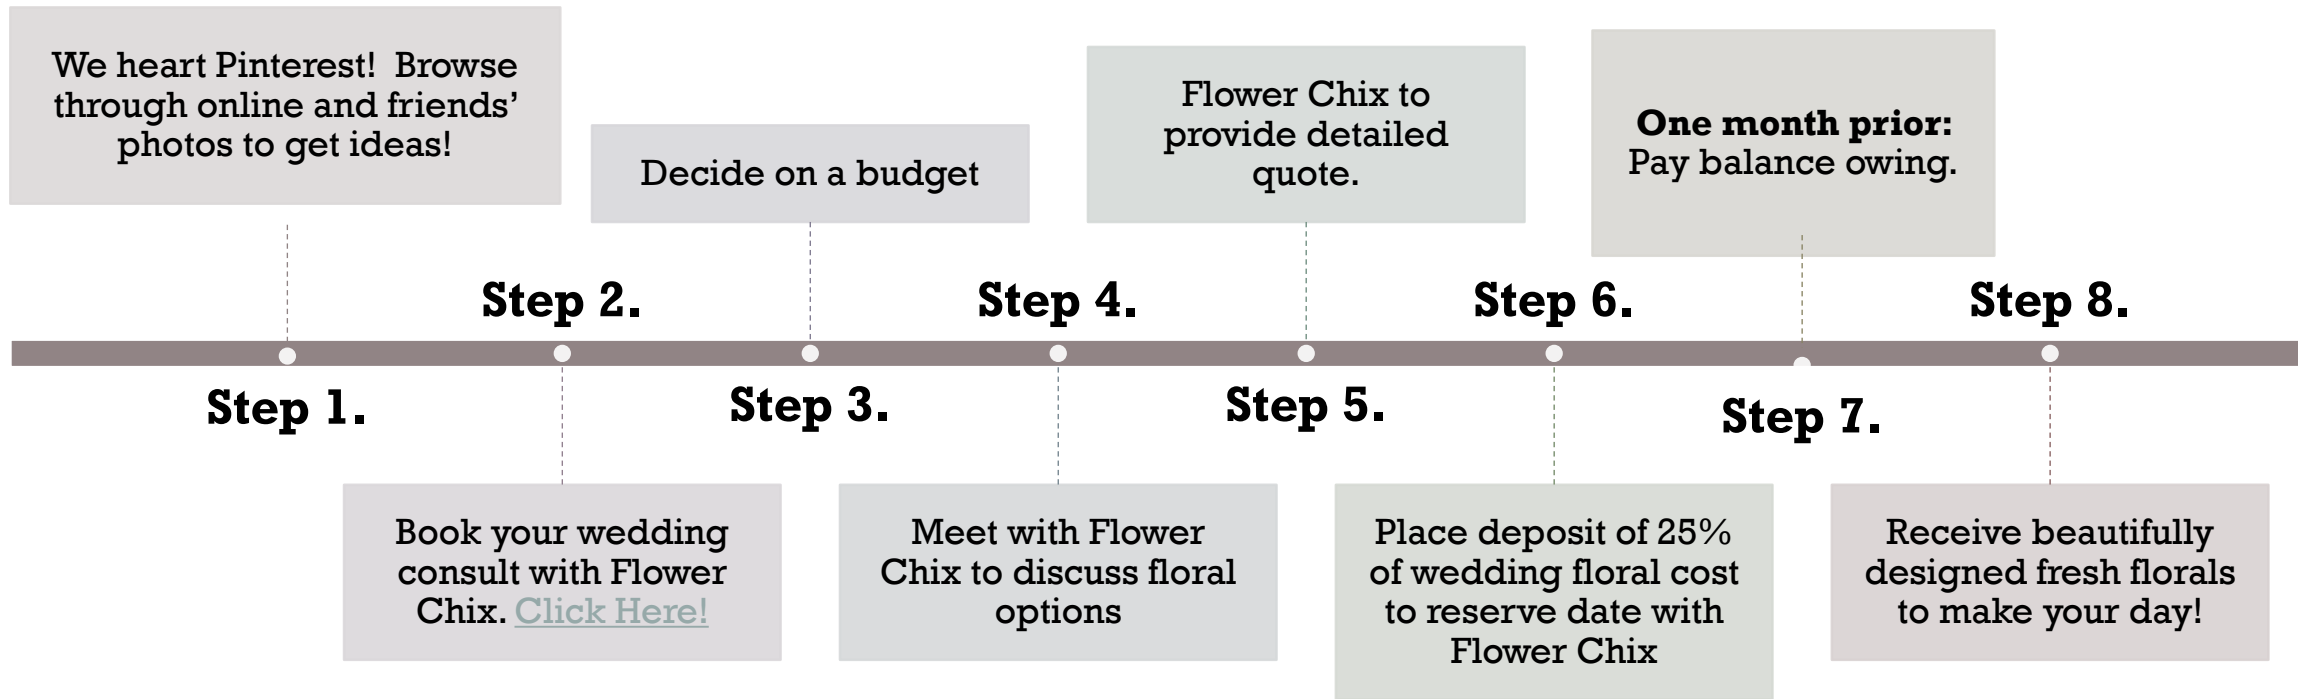 We heart Pinterest!  Browse
through online and friends’
photos to get ideas!
Step 1.
Step 2.
Book your wedding
consult with Flower
Chix. Click Here!
Decide on a budget
Step 3.
Step 4.
Meet with Flower
Chix to discuss floral
options
Flower Chix to
provide detailed
quote.
Step 5.
Step 6.
Place deposit of 25%
of wedding floral cost
to reserve date with
Flower Chix
One month prior:
Pay balance owing.
Step 7.
Step 8.
Receive beautifully
designed fresh florals
to make your day!